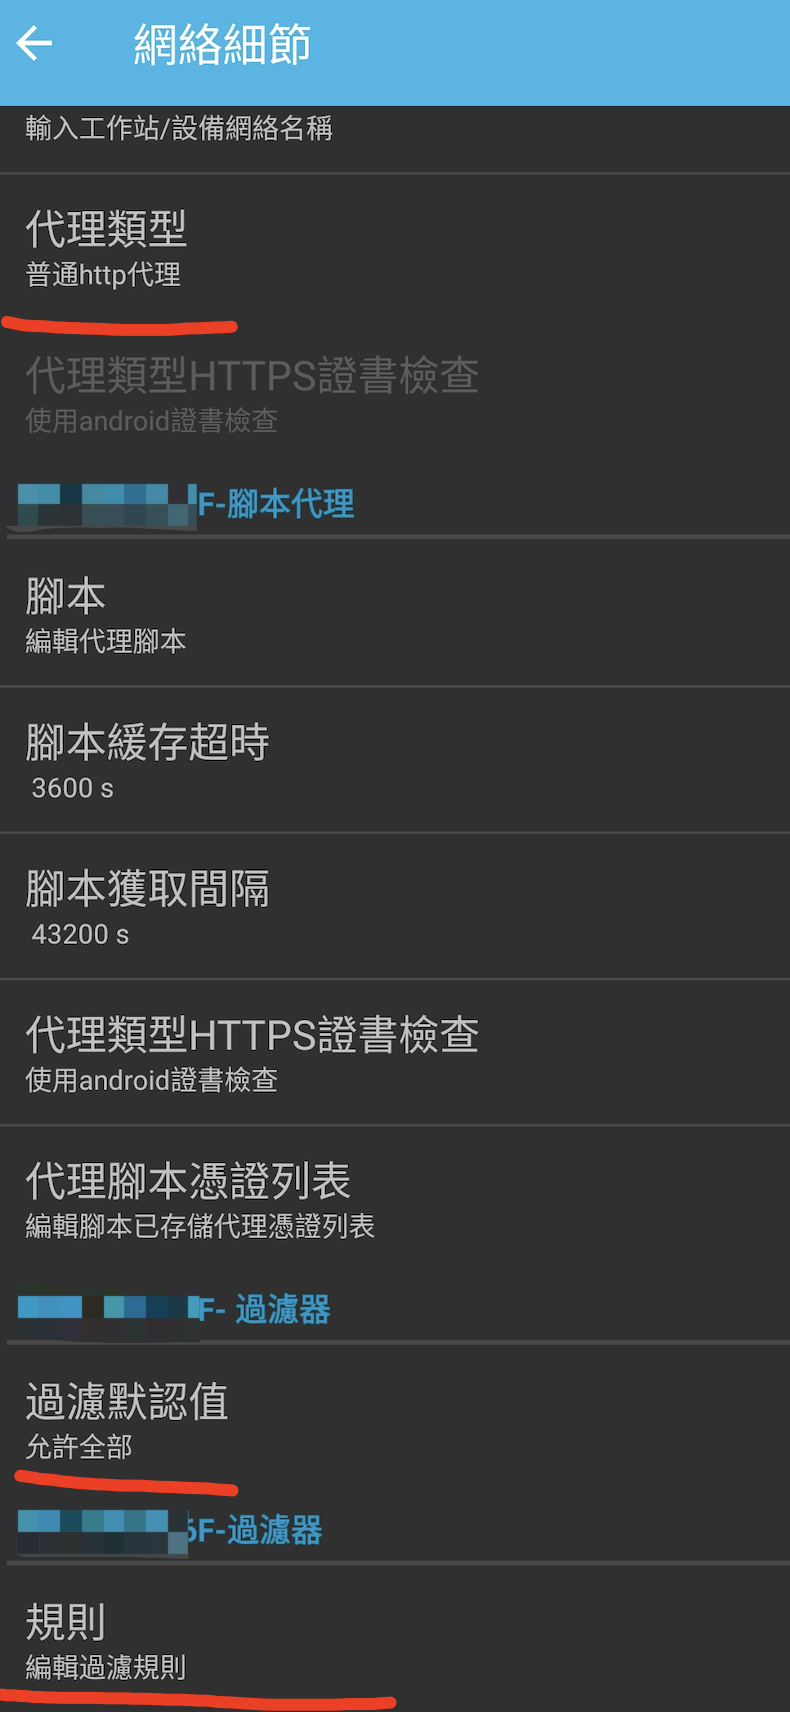 網絡細節
輸入工作站/設備網絡名稱
代理類型
普通http代理
代理類型HTTPS證書檢查
使用android證書檢查
F-腳本代理
腳本
編輯代理腳本
腳本緩存超時
3600 s
腳本獲取間隔
43200 s
代理類型HTTPS證書檢查
使用android證書檢查
代理腳本憑證列表
編輯腳本已存儲代理憑證列表
F- 過濾器
過濾默認值
允許全部
6F-過濾器
規則
編輯過濾規則